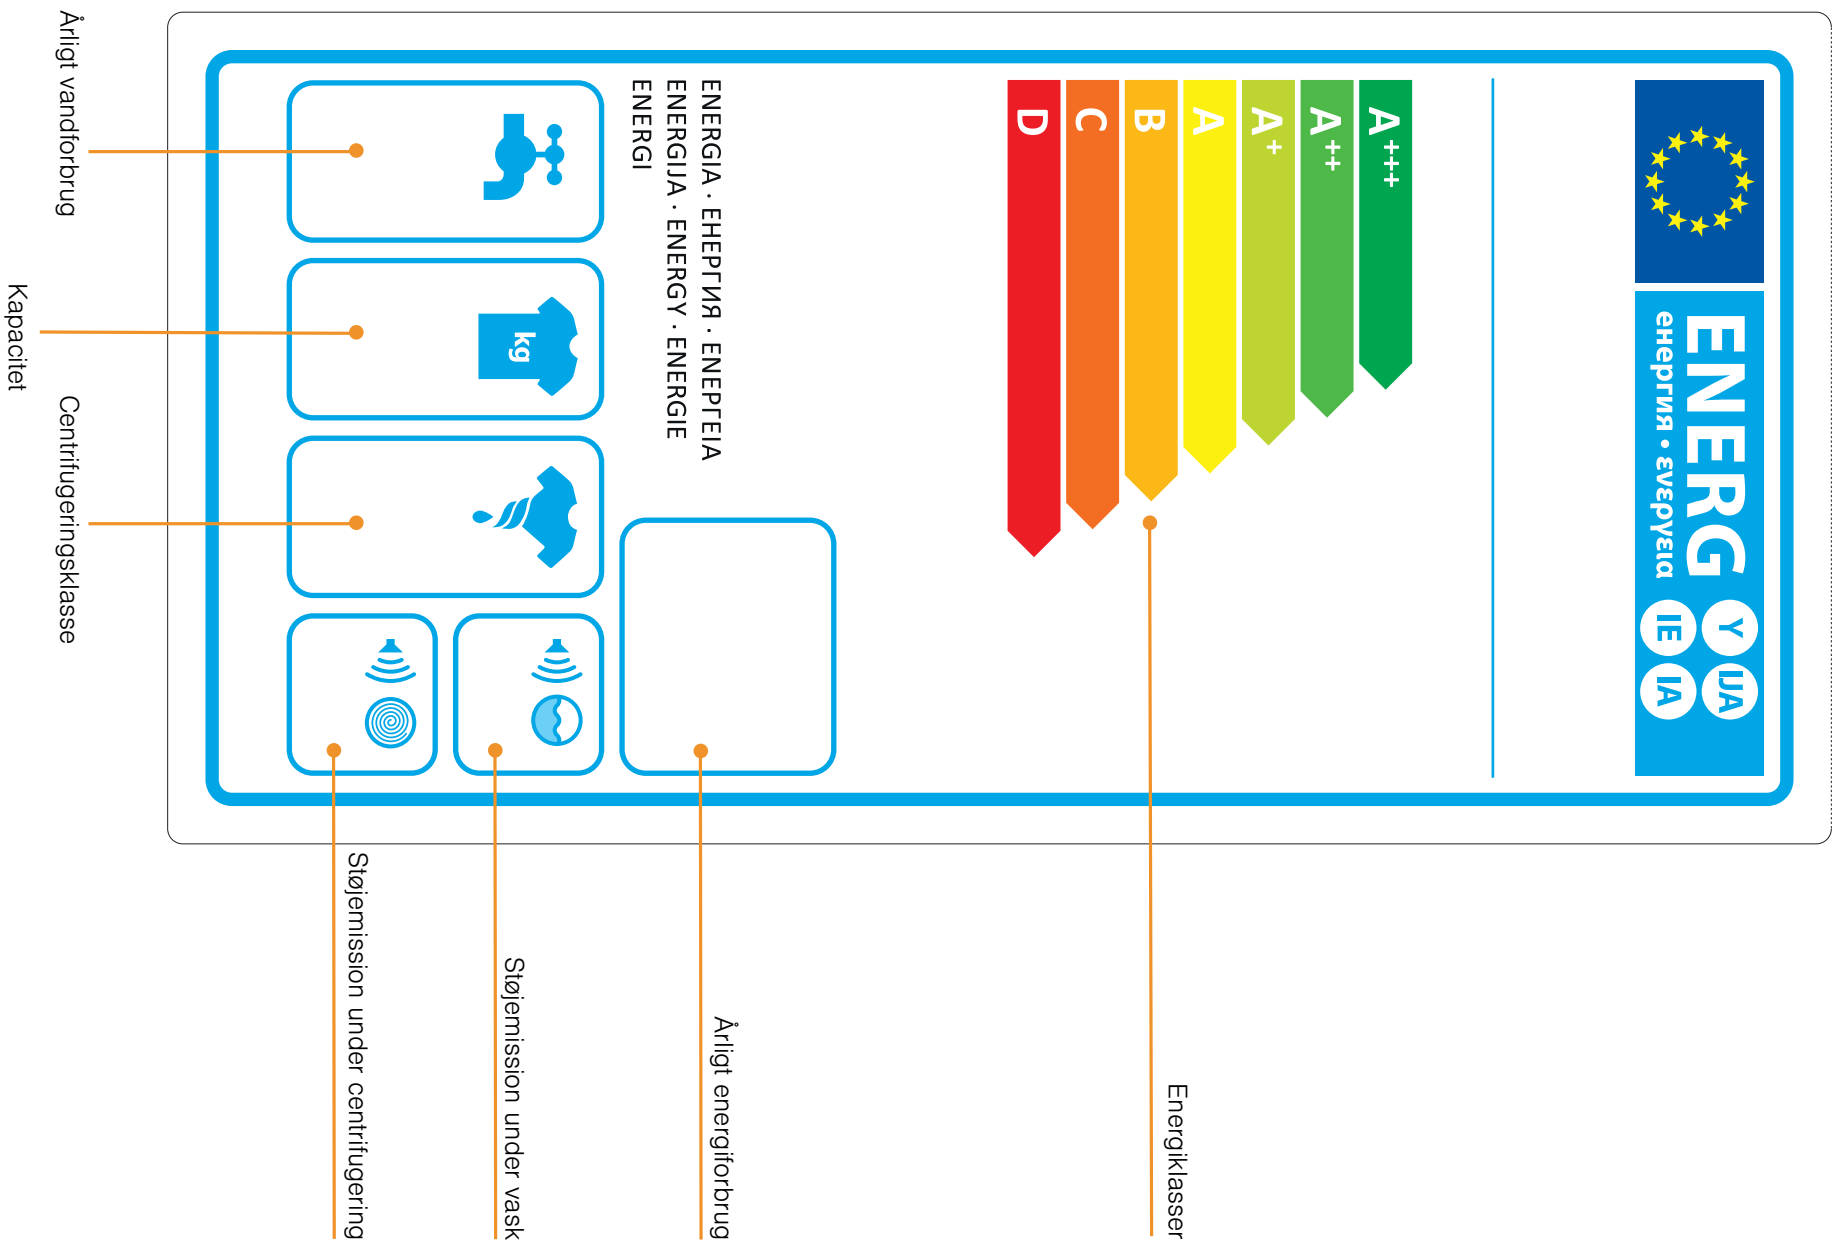 ENERG
енергия · ενεργεια
Y
IJA
IE
IA
A+++
A++
A+
A
B
C
D
Energiklasser
ENERGIA · ЕНЕРГИЯ · ΕΝΕΡΓΕΙΑ
ENERGIJA · ENERGY · ENERGIE
ENERGI
Årligt energiforbrug
kg
Støjemission under vask
Støjemission under centrifugering
Årligt vandforbrug
Centrifugeringsklasse
Kapacitet